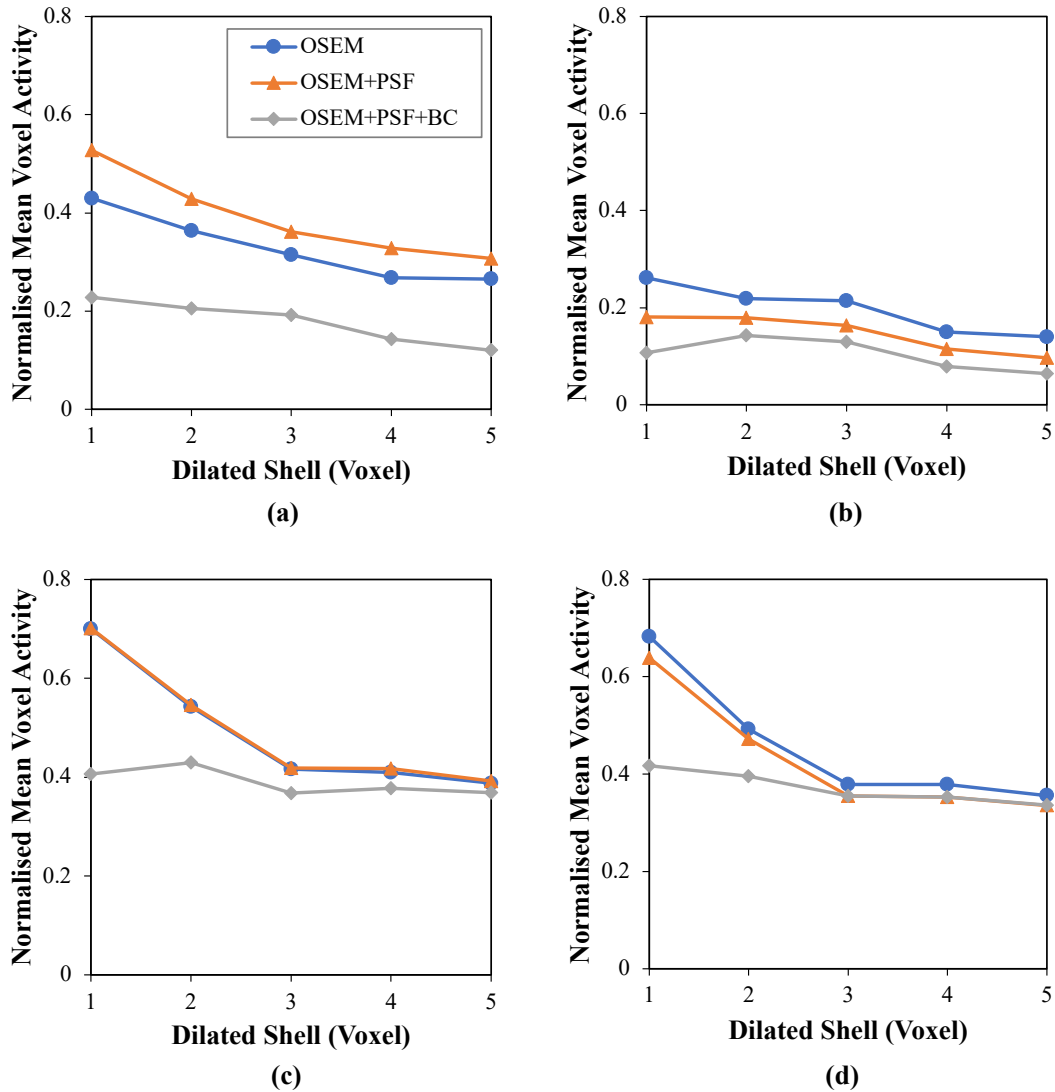 0.8
0.6
0.4
0.2
0
Normalised Mean Voxel Activity
OSEM
OSEM+PSF
OSEM+PSF+BC
1 2 3 4 5
Dilated Shell (Voxel)
(a)
0.8
0.6
0.4
0.2
0
Normalised Mean Voxel Activity
1 2 3 4 5
Dilated Shell (Voxel)
(b)
0.8
0.6
0.4
0.2
0
Normalised Mean Voxel Activity
1 2 3 4 5
Dilated Shell (Voxel)
(c)
0.8
0.6
0.4
0.2
0
Normalised Mean Voxel Activity
1 2 3 4 5
Dilated Shell (Voxel)
(d)